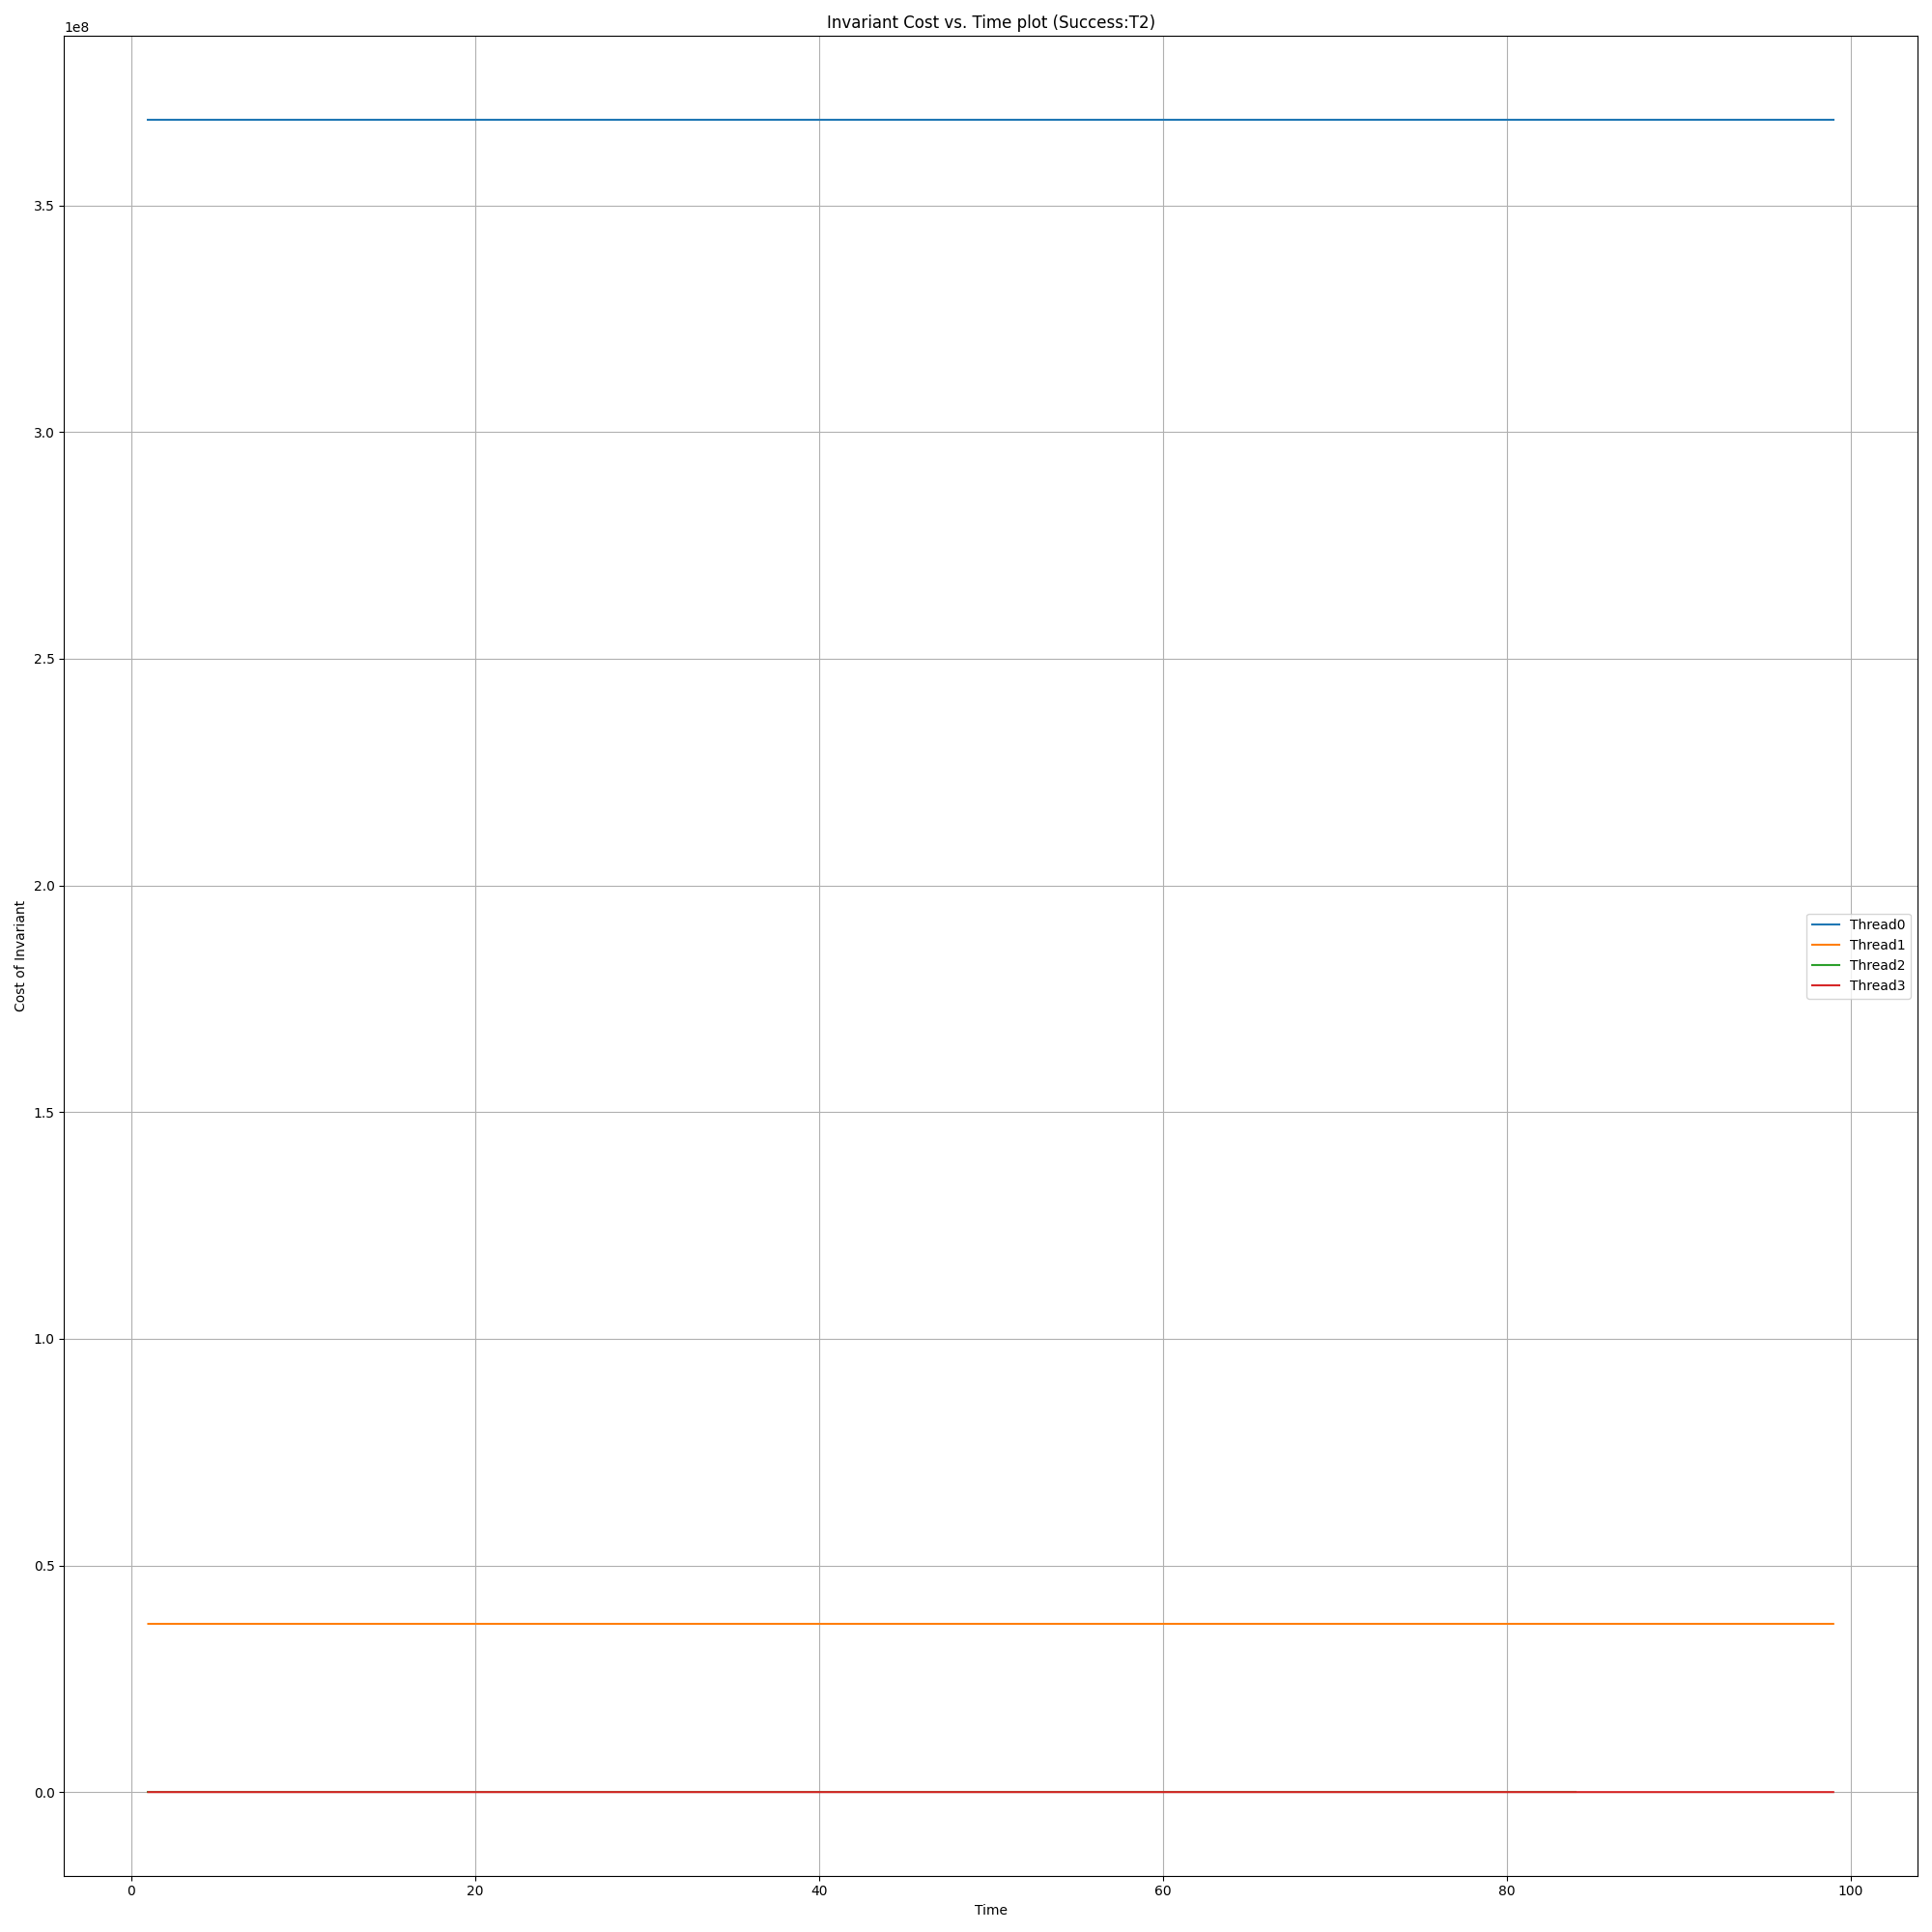 Invariant Cost vs. Time plot (Success:T2)
1e8
3.5
3.0
2.5
2.0
1.5
1.0
0.5
0.0
Cost of Invariant
Thread0
Thread1
Thread2
Thread3
0 20 40 60 80 100
Time